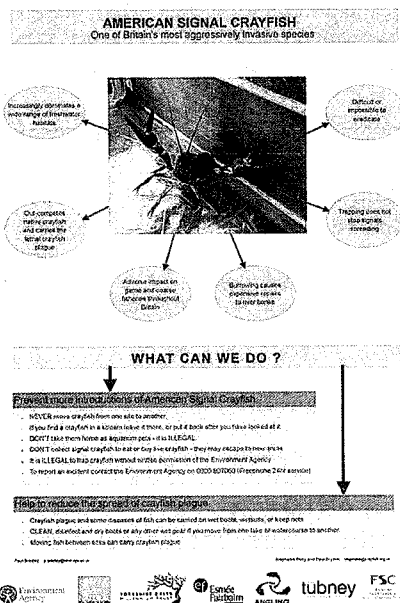 AMERICAN SIGNAL CRAYFISH
One of Britain's most aggressively invasive species
Increasingly dominates a
wide range of freshwater
habitats
Difficult or
impossible to
eradicate
Out-competes
native crayfish
and carries the
lethal crayfish
plague
Trapping does not
stop signals
spreading
Adverse impact on
game and coarse
fisheries throughout
Britain
Burrowing causes
expensive repairs
to river banks
WHAT CAN WE DO ?
Prevent more introductions of American Signal Crayfish
NEVER move crayfish from one site to another,
if you find a crayfish in a stream leave it there, or put it back after you have looked at it.
DON'T take them home as aquarium pets - it is ILLEGAL.
DON'T collect signal crayfish to eat or buy live crayfish - they may escape to new areas
It is ILLEGAL to trap crayfish without written permission of the Environment Agency
To report an incident contact the Environment Agency on 0800 807060 (Freephone 24hr service)
Help to reduce the spread of crayfish plague
Crayfish plague and some diseases of fish can be carried on wet boots, wetsuits, or keep nets
CLEAN, disinfect and dry boots or any other wet gear if you move from one lake or watercourse to another.
Moving fish between sites can carry crayfish plague
Environment
Agency
Esmée
Fairbairn
tubney
FSC